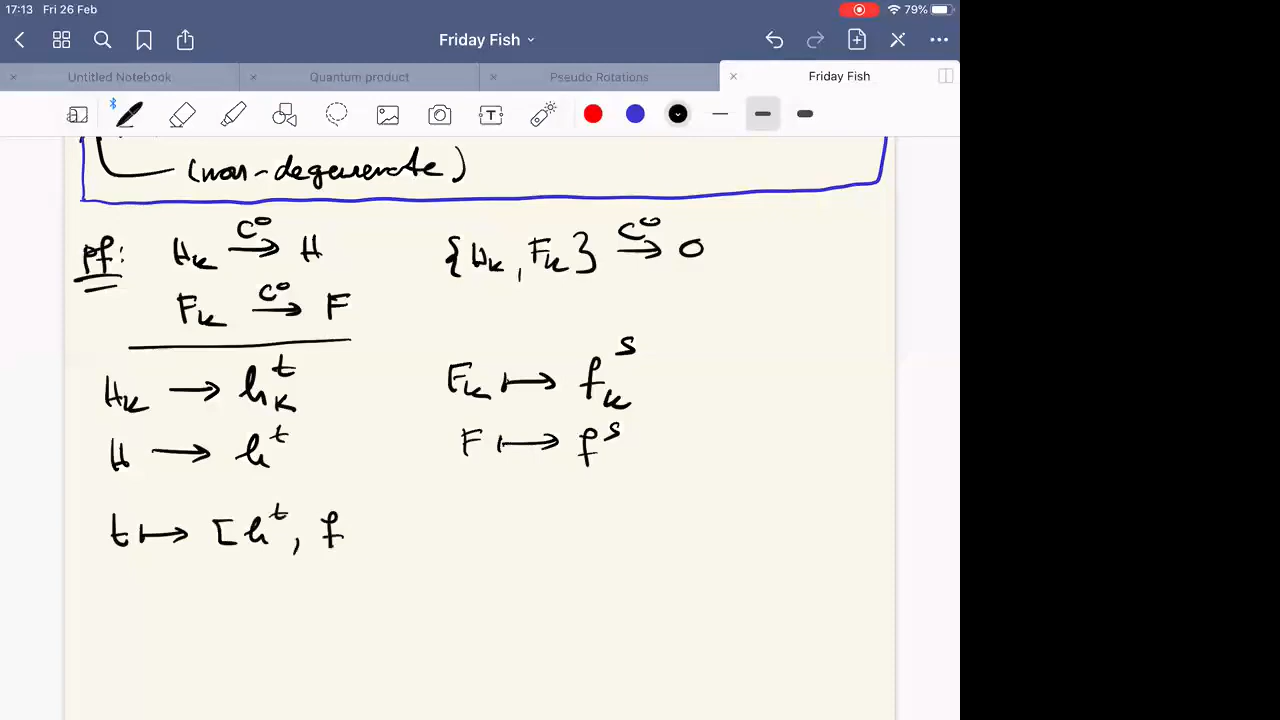 17:13 Fri 26 Feb 79%
Friday Fish
Untitled Notebook Quantum product Pseudo Rotations Friday Fish
T
(non-degenerate)
pf: H_k →^{C^0} H {H_k, F_k} →^{C^0} 0
F_k →^{C^0} F
H_k → h_k^t F_k ↦ f_k^s
H → h^t F ↦ f^s
t ↦ [h^t, f